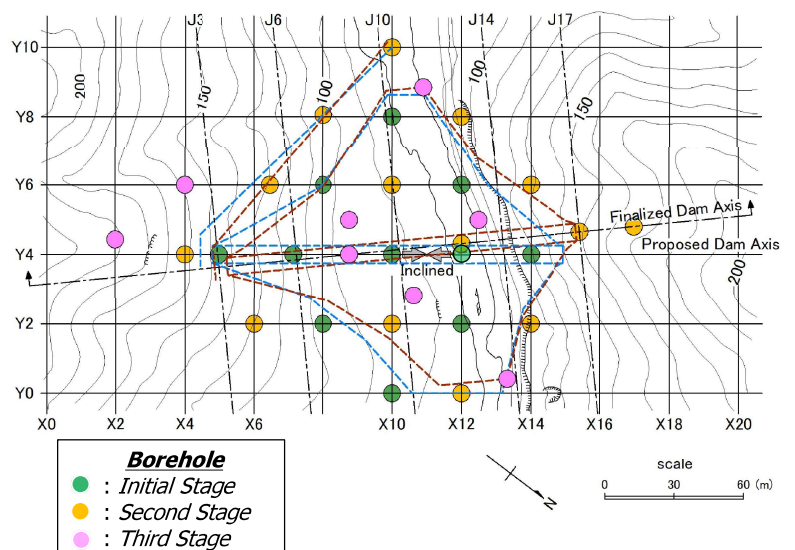 J3 J6 J10 J14 J17
Y10
200
150
100
100
150
Y8
Y6
Finalized Dam Axis
Proposed Dam Axis
Y4
Inclined
200
Y2
Y0
X0 X2 X4 X6 X10 X12 X14 X16 X18 X20
Borehole
: Initial Stage
: Second Stage
: Third Stage
N
scale
0 30 60 (m)